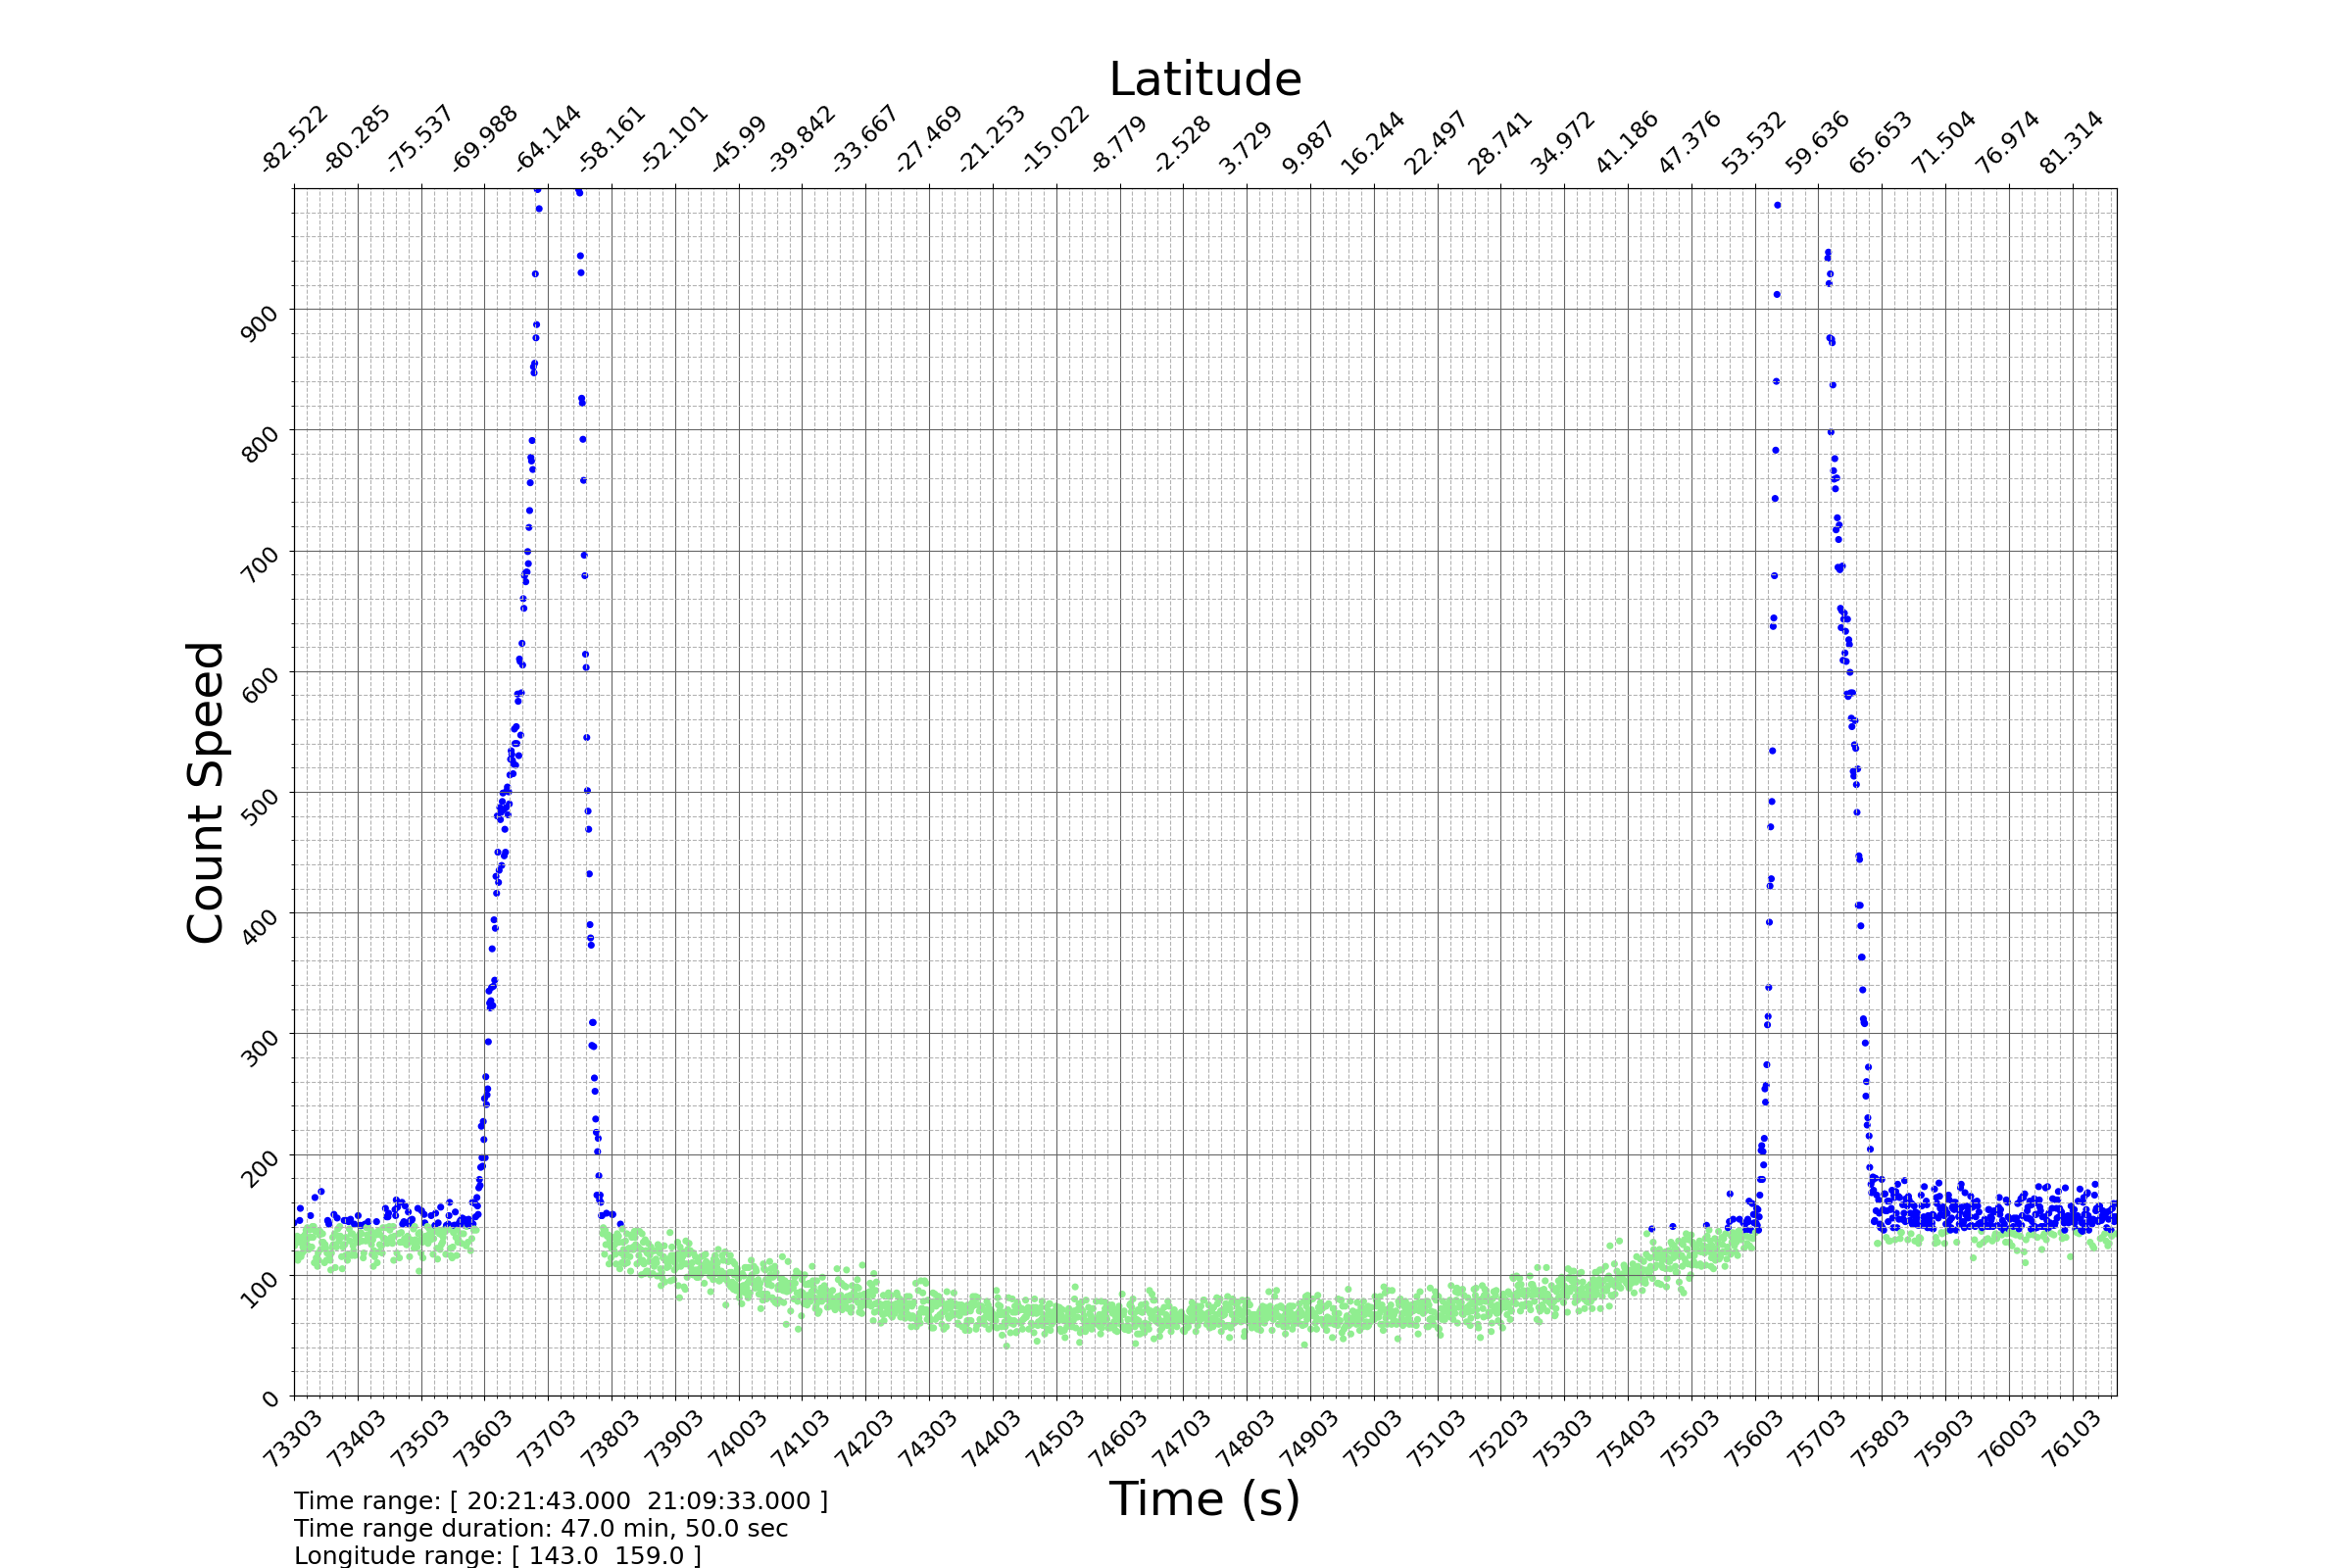 Latitude
-82.522 -80.285 -75.537 -69.988 -64.144 -58.161 -52.101 -45.99 -39.842 -33.667 -27.469 -21.253 -15.022 -8.779 -2.528 3.729 9.987 16.244 22.497 28.741 34.972 41.186 47.376 53.532 59.636 65.653 71.504 76.974 81.314
900
800
700
600
500
400
300
200
100
0
Count Speed
73303 73403 73503 73603 73703 73803 73903 74003 74103 74203 74303 74403 74503 74603 74703 74803 74903 75003 75103 75203 75303 75403 75503 75603 75703 75803 75903 76003 76103
Time (s)
Time range: [ 20:21:43.000  21:09:33.000 ]
Time range duration: 47.0 min, 50.0 sec
Longitude range: [ 143.0  159.0 ]